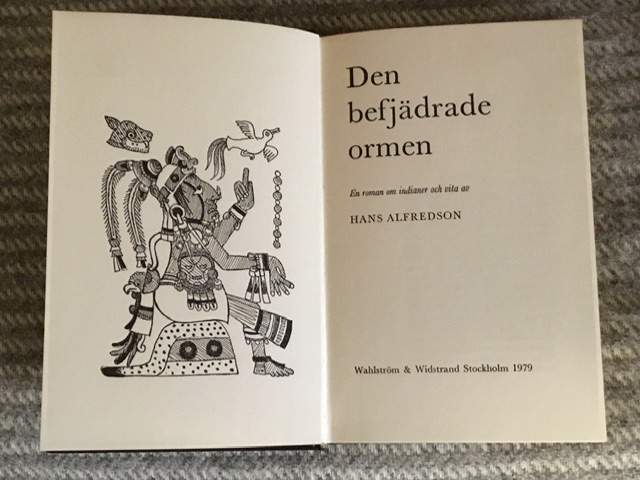 Den
befjädrade
ormen
En roman om indianer och vita av
HANS ALFREDSON
Wahlström & Widstrand Stockholm 1979